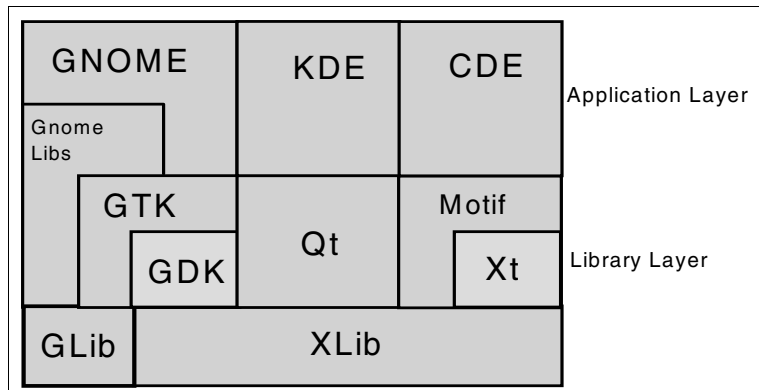 GNOME
KDE
CDE
Application Layer
Gnome
Libs
GTK
Qt
Motif
GDK
Xt
Library Layer
GLib
XLib